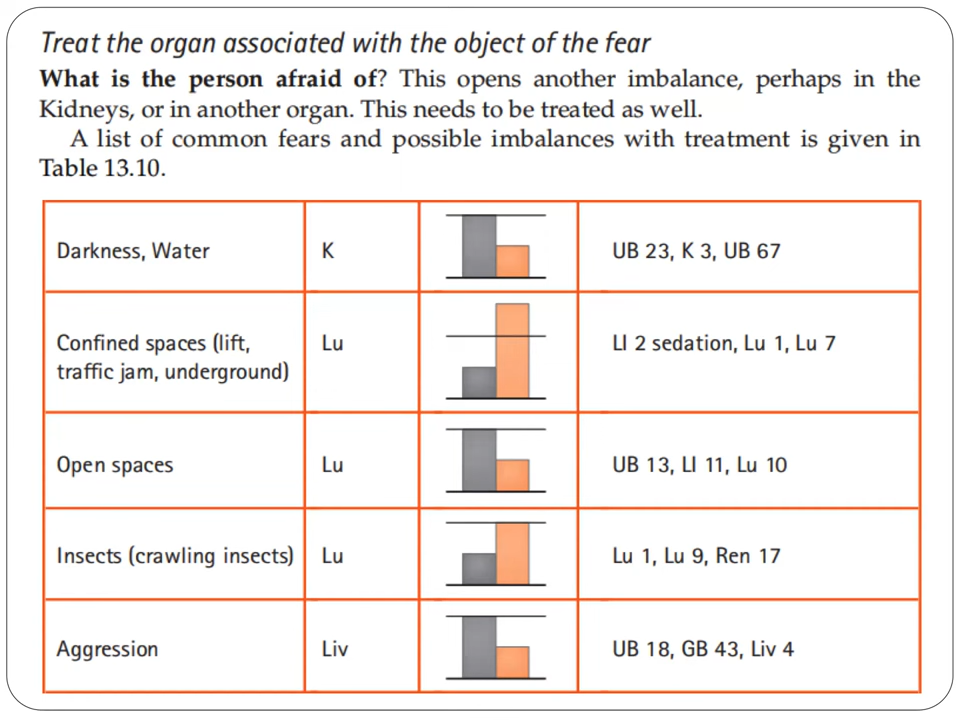 Treat the organ associated with the object of the fear
What is the person afraid of? This opens another imbalance, perhaps in the
Kidneys, or in another organ. This needs to be treated as well.
A list of common fears and possible imbalances with treatment is given in
Table 13.10.
Darkness, Water K UB 23, K 3, UB 67
Confined spaces (lift, Lu LI 2 sedation, Lu 1, Lu 7
traffic jam, underground)
Open spaces Lu UB 13, LI 11, Lu 10
Insects (crawling insects) Lu Lu 1, Lu 9, Ren 17
Aggression Liv UB 18, GB 43, Liv 4